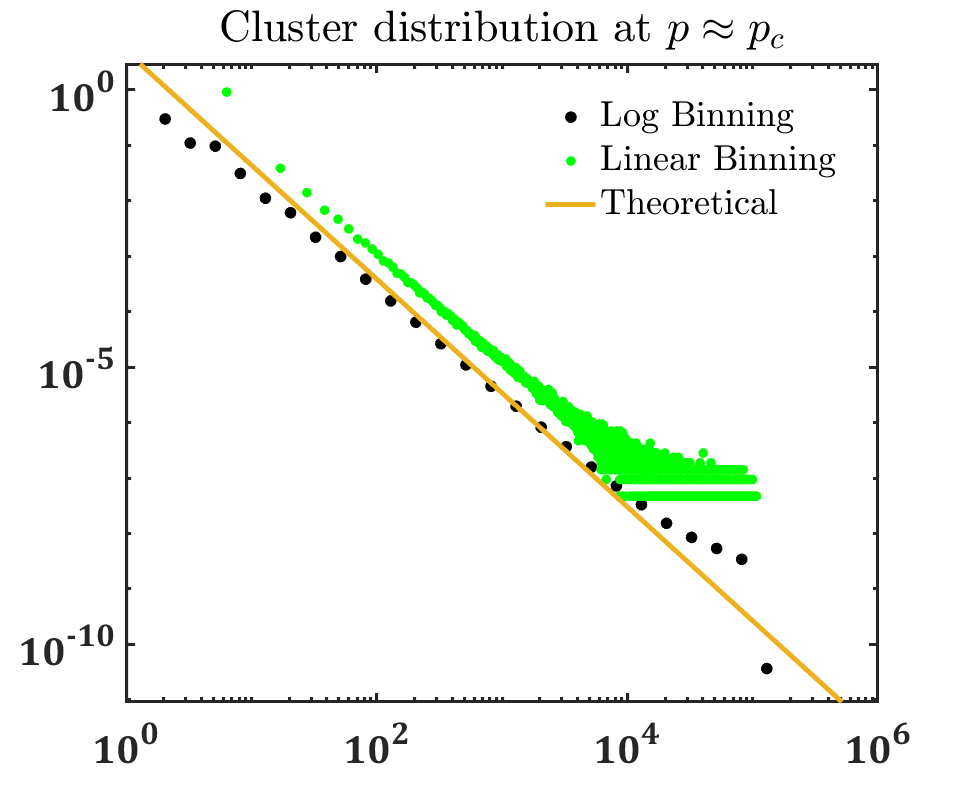 Cluster distribution at p ≈ p_c
10^0
Log Binning
Linear Binning
Theoretical
10^-5
10^-10
10^0 10^2 10^4 10^6